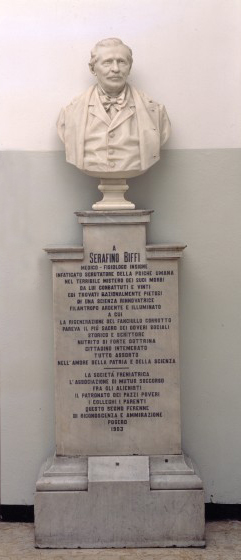 A
SERAFINO BIFFI
MEDICO - FISIOLOGO INSIGNE
INFATICATO SCRUTATORE DELLA PSICHE UMANA
NEL TERRIBILE MISTERO DEI SUOI MORBI
DA LUI COMBATTUTI E VINTI
COI TROVATI RAZIONALMENTE PIETOSI
DI UNA SCIENZA RINNOVATRICE
FILANTROPO ARDENTE E ILLUMINATO
A CUI
LA RIGENERAZIONE DEL FANCIULLO CORROTTO
PAREVA IL PIÙ SACRO DEI DOVERI SOCIALI
STORICO E SCRITTORE
NUTRITO DI FORTE DOTTRINA
CITTADINO INTEMERATO
TUTTO ASSORTO
NELL'AMORE DELLA PATRIA E DELLA SCIENZA
LA SOCIETÀ FRENIATRICA
L'ASSOCIAZIONE DI MUTUO SOCCORSO
FRA GLI ALIENISTI
IL PATRONATO DEI PAZZI POVERI
I COLLEGHI I PARENTI
QUESTO SEGNO PERENNE
DI RICONOSCENZA E AMMIRAZIONE
POSERO
1903